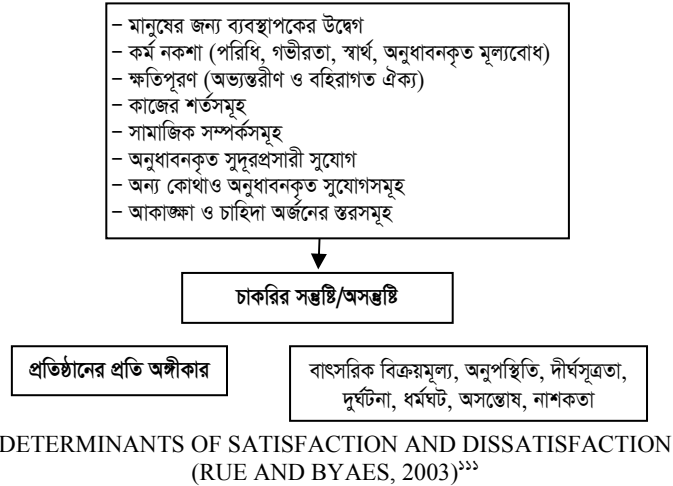 – মানুষের জন্য ব্যবস্থাপকের উদ্বেগ
– কর্ম নকশা (পরিধি, গভীরতা, স্বার্থ, অনুধাবনকৃত মূল্যবোধ)
– ক্ষতিপূরণ (অভ্যন্তরীণ ও বহিরাগত ঐক্য)
– কাজের শর্তসমূহ
– সামাজিক সম্পর্কসমূহ
– অনুধাবনকৃত সুদূরপ্রসারী সুযোগ
– অন্য কোথাও অনুধাবনকৃত সুযোগসমূহ
– আকাঙ্ক্ষা ও চাহিদা অর্জনের স্তরসমূহ
চাকরির সন্তুষ্টি/অসন্তুষ্টি
প্রতিষ্ঠানের প্রতি অঙ্গীকার
বাৎসরিক বিক্রয়মূল্য, অনুপস্থিতি, দীর্ঘসূত্রতা,
দুর্ঘটনা, ধর্মঘট, অসন্তোষ, নাশকতা
DETERMINANTS OF SATISFACTION AND DISSATISFACTION
(RUE AND BYAES, 2003)১১১